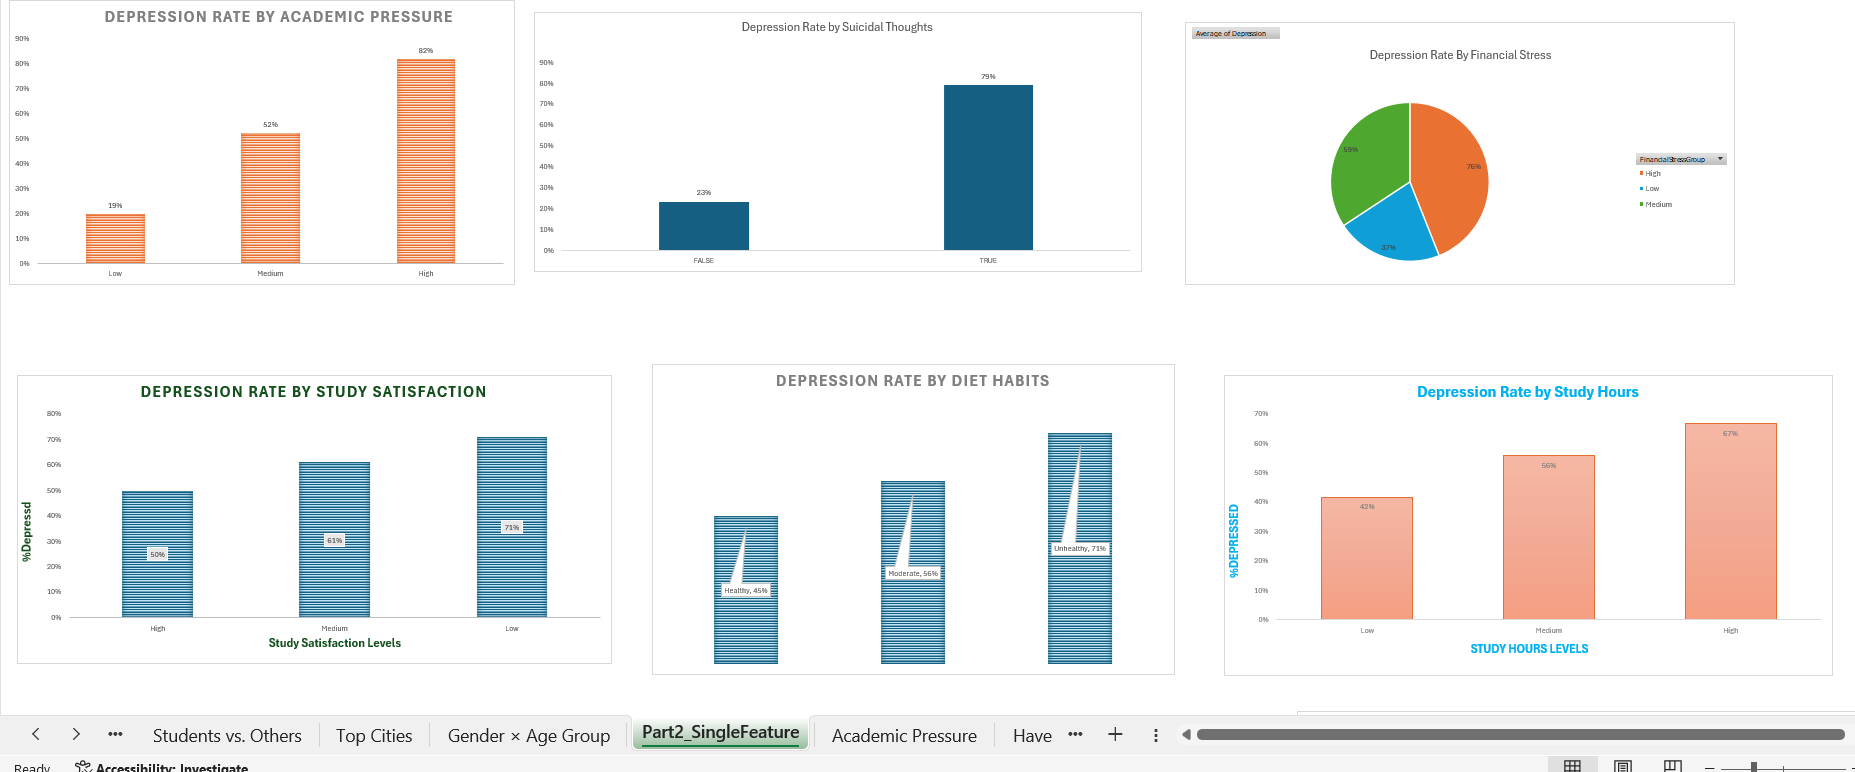 DEPRESSION RATE BY ACADEMIC PRESSURE
90%
80%
70%
60%
50%
40%
30%
20%
10%
0%
19%
52%
82%
Low
Medium
High
Depression Rate by Suicidal Thoughts
90%
80%
70%
60%
50%
40%
30%
20%
10%
0%
23%
79%
FALSE
TRUE
Average of Depression
Depression Rate By Financial Stress
59%
76%
37%
FinancialStressGroup
High
Low
Medium
DEPRESSION RATE BY STUDY SATISFACTION
%Depressd
80%
70%
60%
50%
40%
30%
20%
10%
0%
50%
61%
71%
High
Medium
Low
Study Satisfaction Levels
DEPRESSION RATE BY DIET HABITS
Healthy, 45%
Moderate, 56%
Unhealthy, 71%
Depression Rate by Study Hours
%DEPRESSED
70%
60%
50%
40%
30%
20%
10%
0%
42%
56%
67%
Low
Medium
High
STUDY HOURS LEVELS
Students vs. Others
Top Cities
Gender × Age Group
Part2_SingleFeature
Academic Pressure
Have
Ready
Accessibility: Investigate